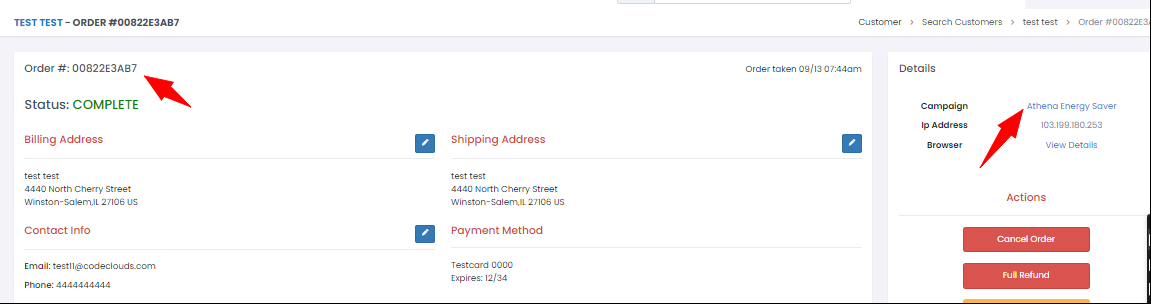 TEST TEST - ORDER #00822E3AB7
Customer > Search Customers > test test > Order #00822E3A
Order #: 00822E3AB7
Order taken 09/13 07:44am
Status: COMPLETE
Billing Address
test test
4440 North Cherry Street
Winston-Salem,IL 27106 US
Shipping Address
test test
4440 North Cherry Street
Winston-Salem,IL 27106 US
Contact Info
Email: test11@codeclouds.com
Phone: 4444444444
Payment Method
Testcard 0000
Expires: 12/34
Details
Campaign Athena Energy Saver
Ip Address 103.199.180.253
Browser View Details
Actions
Cancel Order
Full Refund